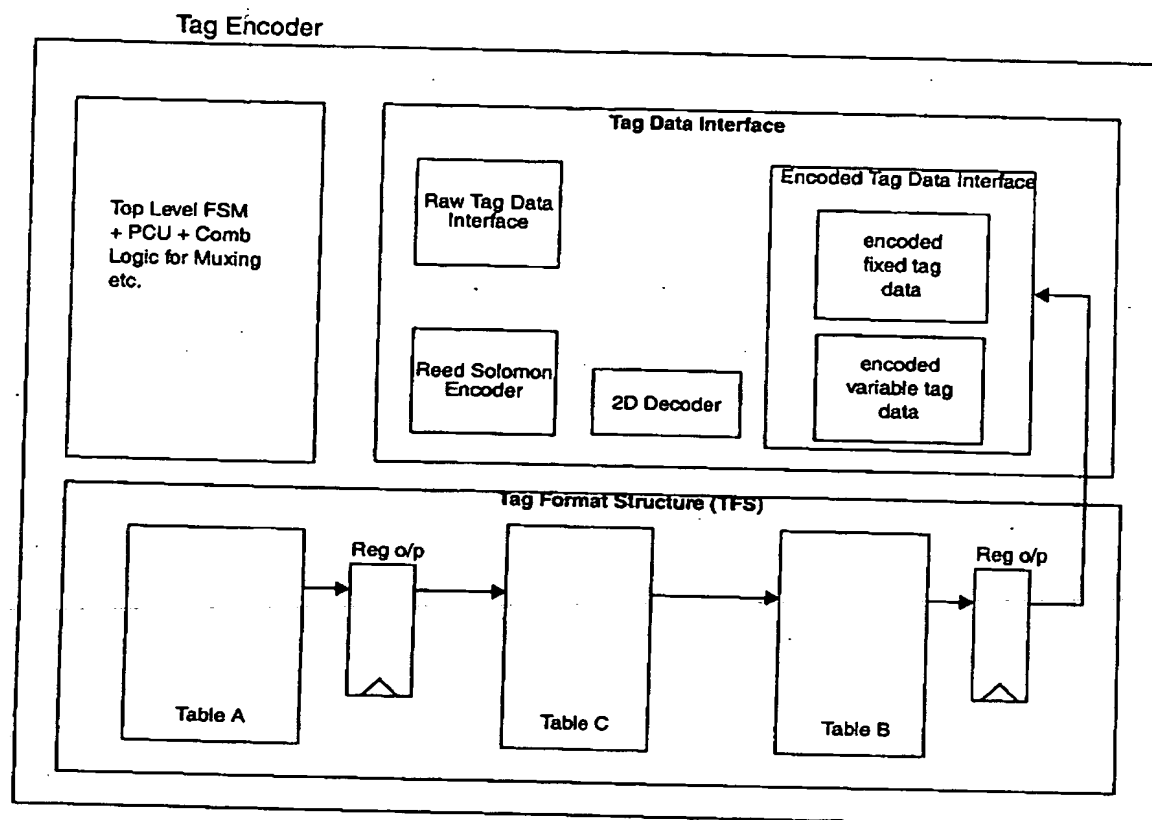 Tag Encoder
Top Level FSM
+ PCU + Comb
Logic for Muxing
etc.
Tag Data Interface
Raw Tag Data
Interface
Reed Solomon
Encoder
2D Decoder
Encoded Tag Data Interface
encoded
fixed tag
data
encoded
variable tag
data
Tag Format Structure (TFS)
Table A
Reg o/p
Table C
Table B
Reg o/p